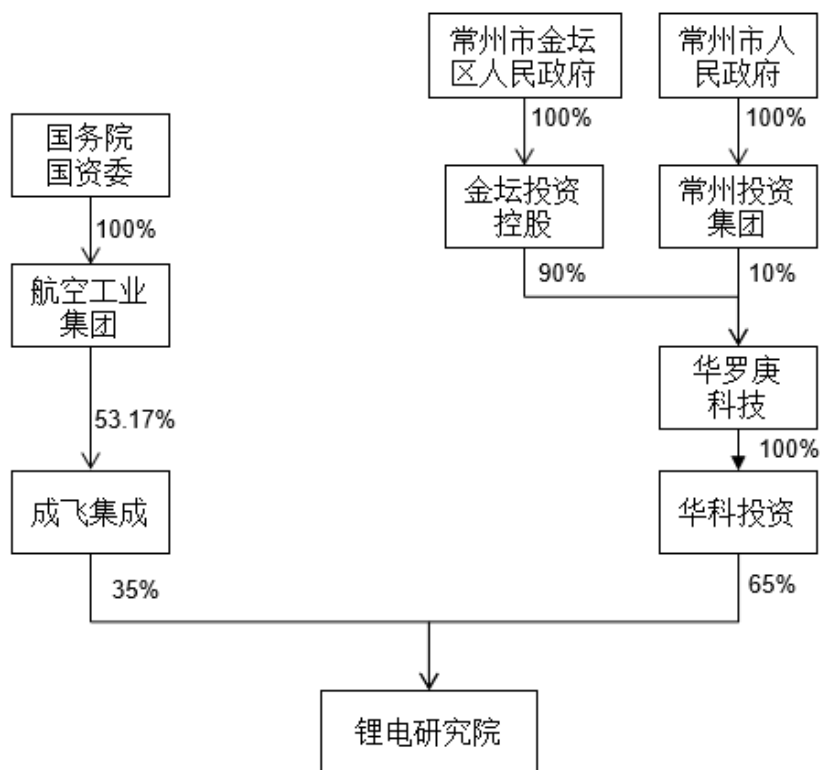 常州市金坛
区人民政府
常州市人
民政府
100%
100%
国务院
国资委
金坛投资
控股
常州投资
集团
100%
90%
10%
航空工业
集团
华罗庚
科技
53.17%
100%
成飞集成
华科投资
35%
65%
锂电研究院